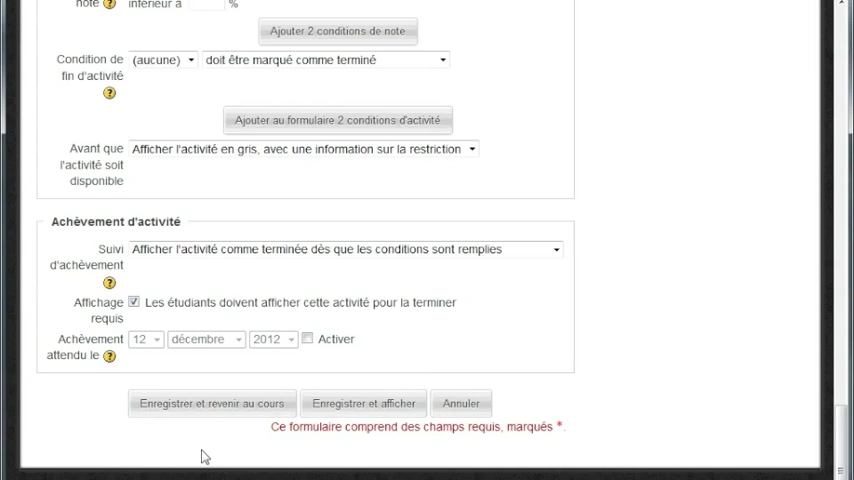 note
inférieur à %
Ajouter 2 conditions de note
Condition de fin d'activité
(aucune) doit être marqué comme terminé
Ajouter au formulaire 2 conditions d'activité
Avant que l'activité soit disponible
Afficher l'activité en gris, avec une information sur la restriction
Achèvement d'activité
Suivi d'achèvement
Afficher l'activité comme terminée dès que les conditions sont remplies
Affichage requis
Les étudiants doivent afficher cette activité pour la terminer
Achèvement attendu le
12 décembre 2012 Activer
Enregistrer et revenir au cours Enregistrer et afficher Annuler
Ce formulaire comprend des champs requis, marqués *.